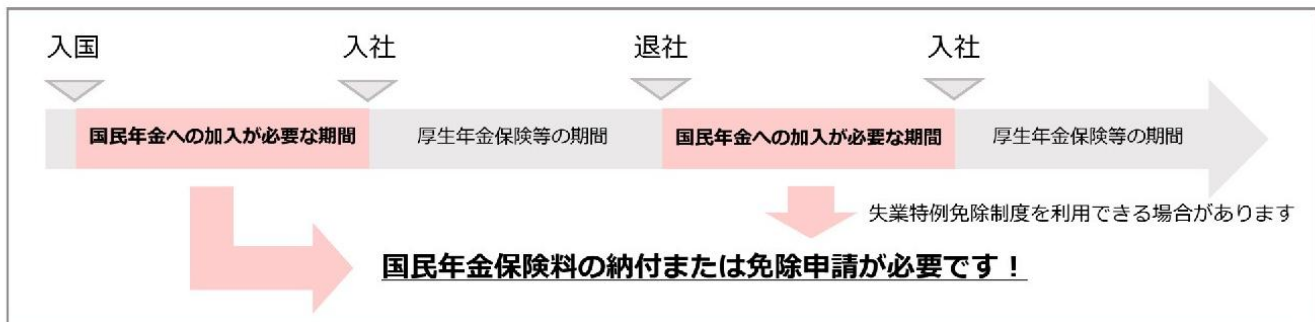 入国 入社 退社 入社
国民年金への加入が必要な期間 厚生年金保険等の期間 国民年金への加入が必要な期間 厚生年金保険等の期間
失業特例免除制度を利用できる場合があります
国民年金保険料の納付または免除申請が必要です！